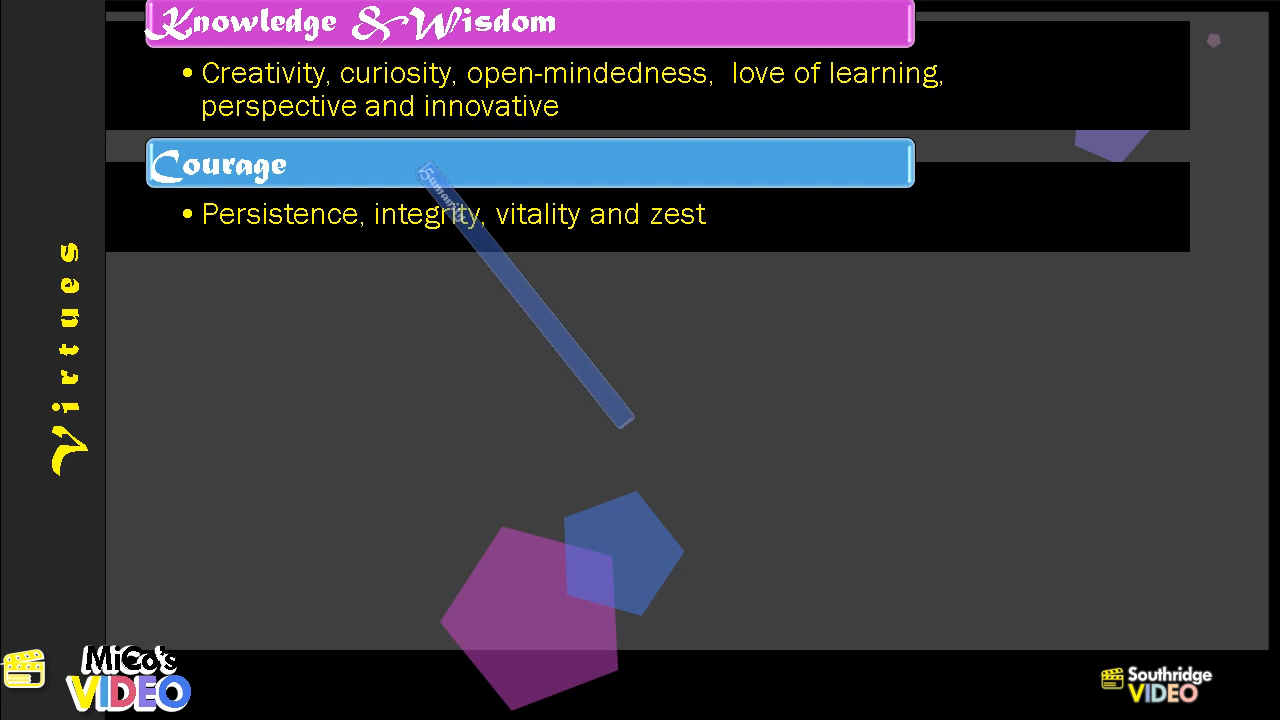 Knowledge & Wisdom
• Creativity, curiosity, open-mindedness,  love of learning,
perspective and innovative
Courage
• Persistence, integrity, vitality and zest
Humanity
Virtues
MiCo's
VIDEO
Southridge
VIDEO